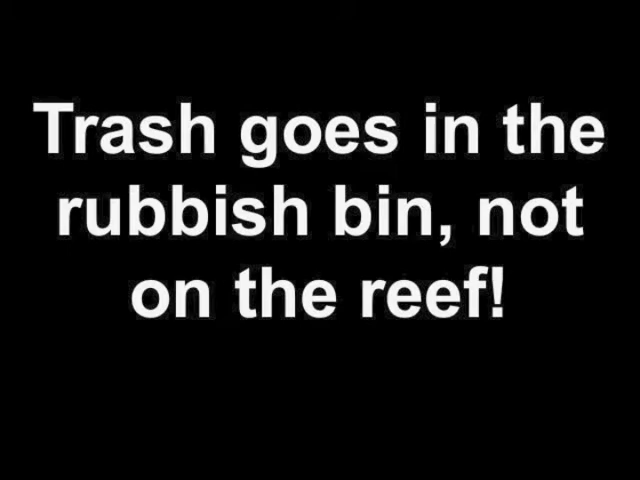 Trash goes in the
rubbish bin, not
on the reef!